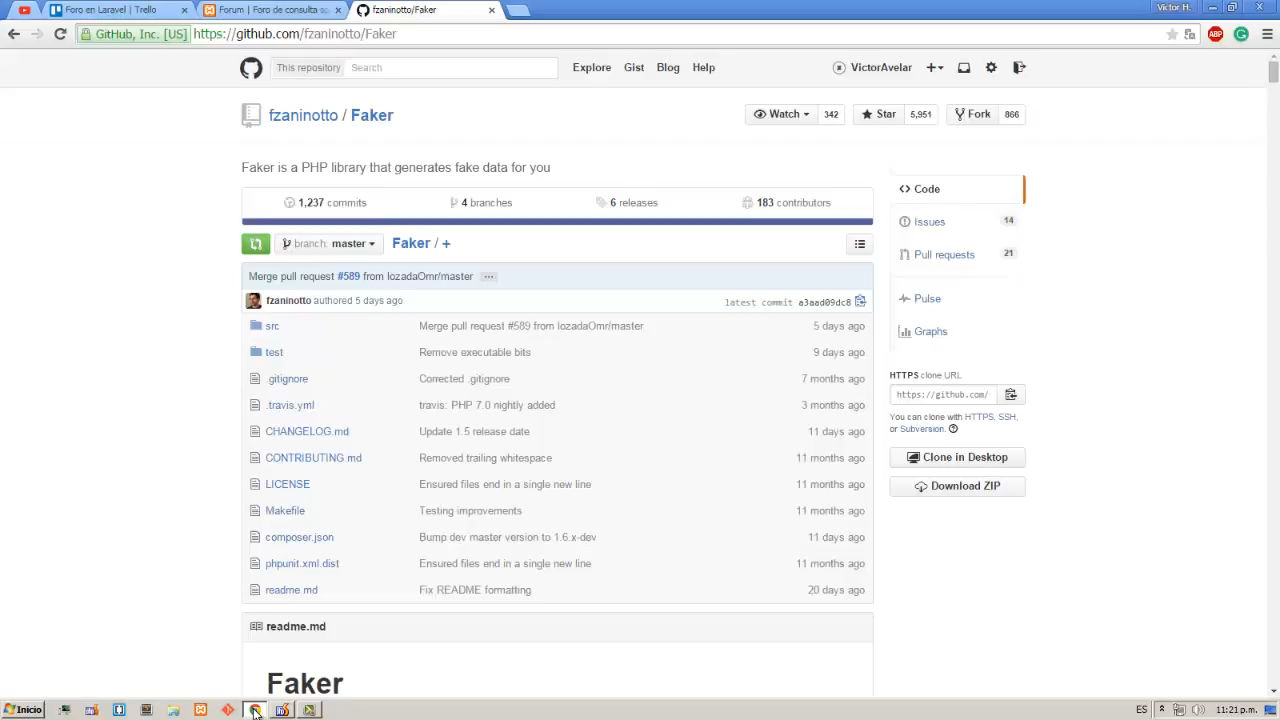 Foro en Laravel | Trello
Forum | Foro de consulta
fzaninotto/Faker
Victor H.
GitHub, Inc. [US] https://github.com/fzaninotto/Faker
ABP
This repository Search Explore Gist Blog Help VictorAvelar
fzaninotto / Faker
Watch 342 Star 5,951 Fork 866
Faker is a PHP library that generates fake data for you
1,237 commits 4 branches 6 releases 183 contributors
branch: master Faker / +
Merge pull request #589 from lozadaOmr/master ...
fzaninotto authored 5 days ago latest commit a3aad09dc8
src Merge pull request #589 from lozadaOmr/master 5 days ago
test Remove executable bits 9 days ago
.gitignore Corrected .gitignore 7 months ago
.travis.yml travis: PHP 7.0 nightly added 3 months ago
CHANGELOG.md Update 1.5 release date 11 days ago
CONTRIBUTING.md Removed trailing whitespace 11 months ago
LICENSE Ensured files end in a single new line 11 months ago
Makefile Testing improvements 11 months ago
composer.json Bump dev master version to 1.6.x-dev 11 days ago
phpunit.xml.dist Ensured files end in a single new line 11 months ago
readme.md Fix README formatting 20 days ago
readme.md
Faker
Code
Issues 14
Pull requests 21
Pulse
Graphs
HTTPS clone URL
https://github.com/
You can clone with HTTPS, SSH,
or Subversion.
Clone in Desktop
Download ZIP
Inicio ES 11:21 p.m.